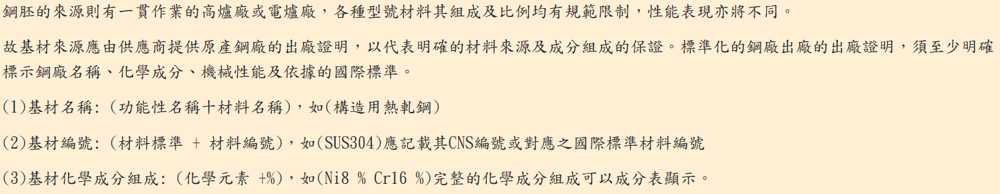 鋼胚的來源則有一貫作業的高爐廠或電爐廠，各種型號材料其組成及比例均有規範限制，性能表現亦將不同。
故基材來源應由供應商提供原產鋼廠的出廠證明，以代表明確的材料來源及成分組成的保證。標準化的鋼廠出廠的出廠證明，須至少明確
標示鋼廠名稱、化學成分、機械性能及依據的國際標準。
(1)基材名稱: (功能性名稱十材料名稱)，如(構造用熱軋鋼)
(2)基材編號: (材料標準 + 材料編號)，如(SUS304)應記載其CNS編號或對應之國際標準材料編號
(3)基材化學成分組成: (化學元素 +%)，如(Ni8 % Cr16 %)完整的化學成分組成可以成分表顯示。